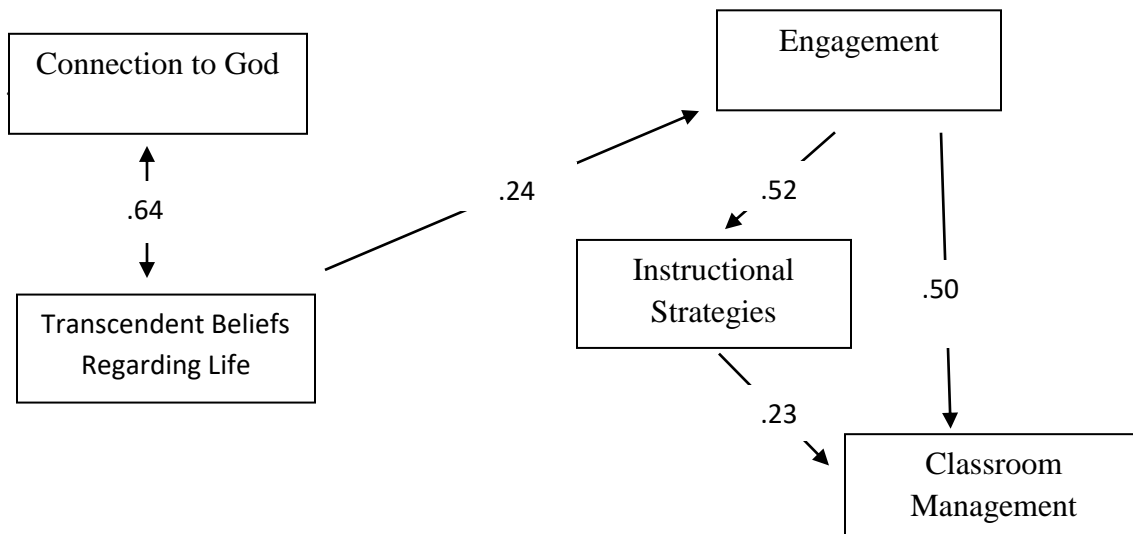 Connection to God
Engagement
.64
.24
.52
Instructional
Strategies
.50
Transcendent Beliefs
Regarding Life
.23
Classroom
Management